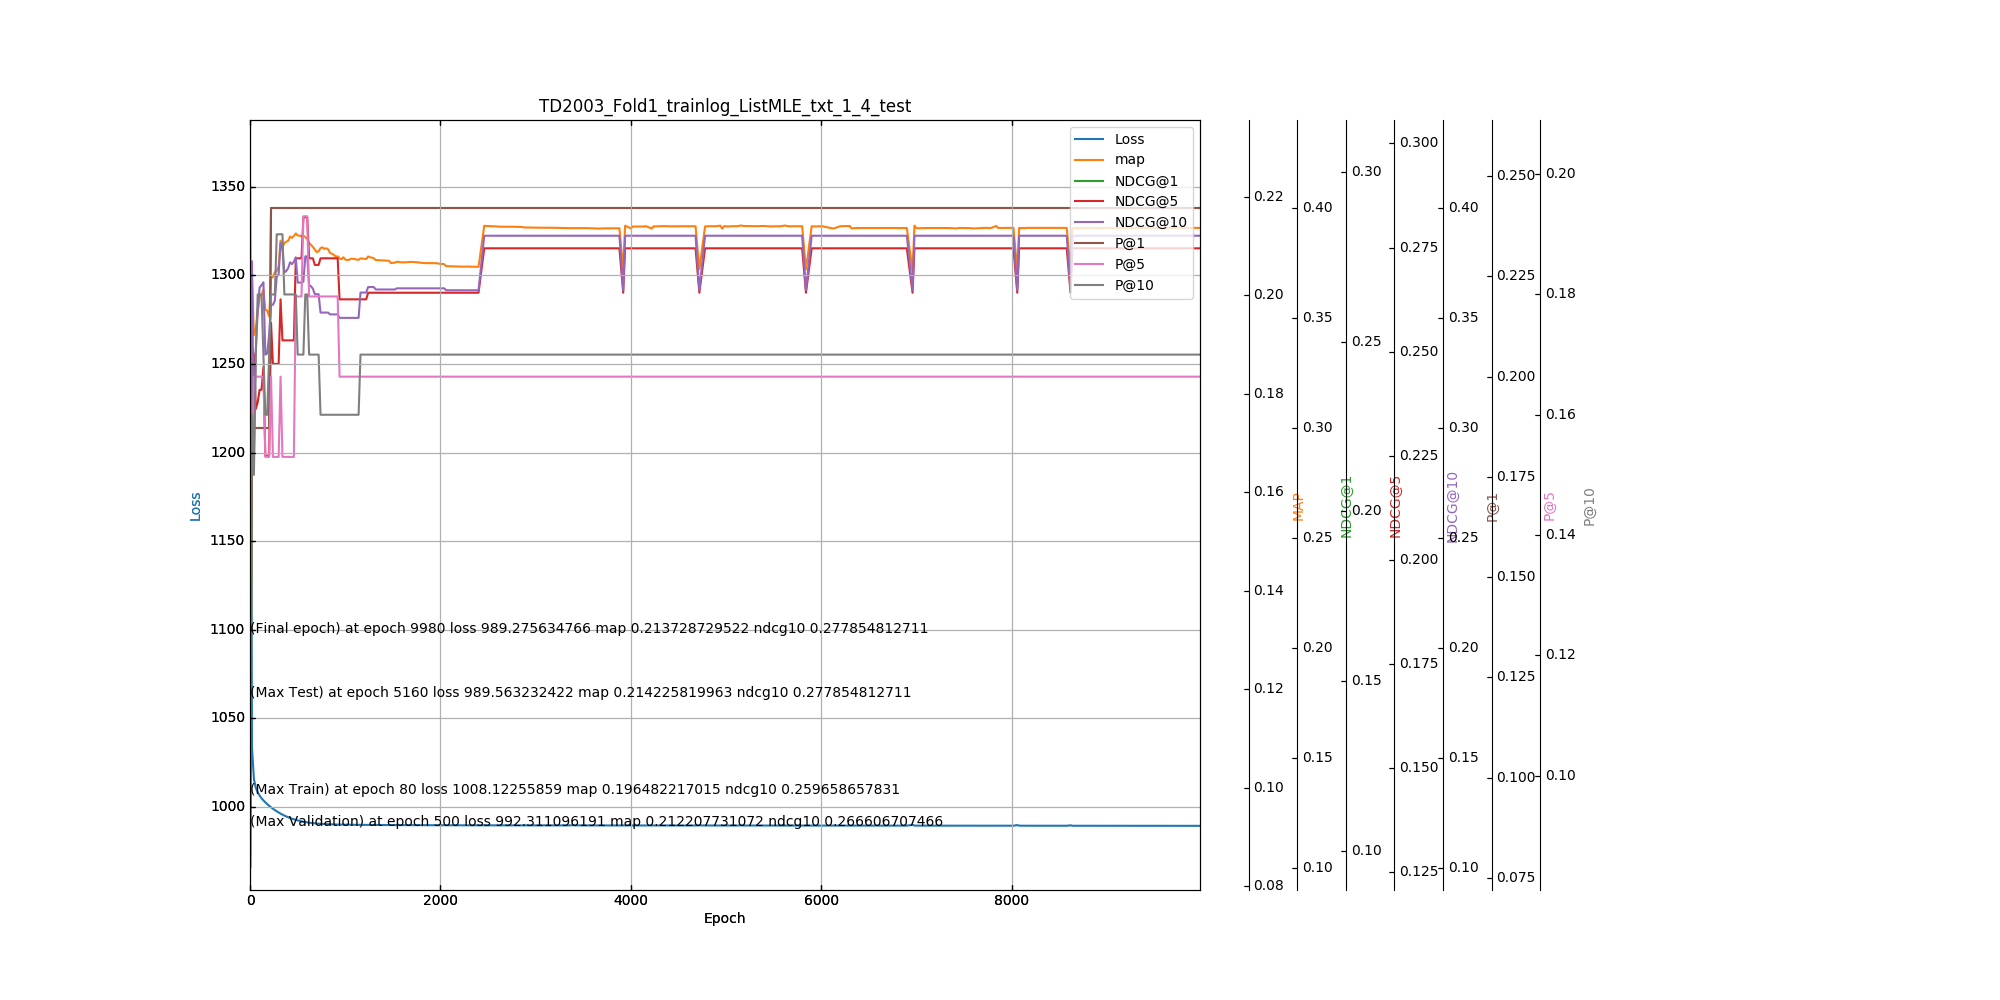 TD2003_Fold1_trainlog_ListMLE_txt_1_4_test
Loss
map
NDCG@1
NDCG@5
NDCG@10
P@1
P@5
P@10
1350
1300
1250
1200
1150
1100
1050
1000
Loss
(Final epoch) at epoch 9980 loss 989.275634766 map 0.213728729522 ndcg10 0.277854812711
(Max Test) at epoch 5160 loss 989.563232422 map 0.214225819963 ndcg10 0.277854812711
(Max Train) at epoch 80 loss 1008.12255859 map 0.196482217015 ndcg10 0.259658657831
(Max Validation) at epoch 500 loss 992.311096191 map 0.212207731072 ndcg10 0.266606707466
0 2000 4000 6000 8000
Epoch
0.22
0.20
0.18
0.16
0.14
0.12
0.10
0.08
MAP
0.40
0.35
0.30
0.25
0.20
0.15
0.10
NDCG@1
0.30
0.25
0.20
0.15
0.10
NDCG@5
0.300
0.275
0.250
0.225
0.200
0.175
0.150
0.125
NDCG@10
0.40
0.35
0.30
0.25
0.20
0.15
0.10
P@1
0.250
0.225
0.200
0.175
0.150
0.125
0.100
0.075
P@5
0.20
0.18
0.16
0.14
0.12
0.10
P@10